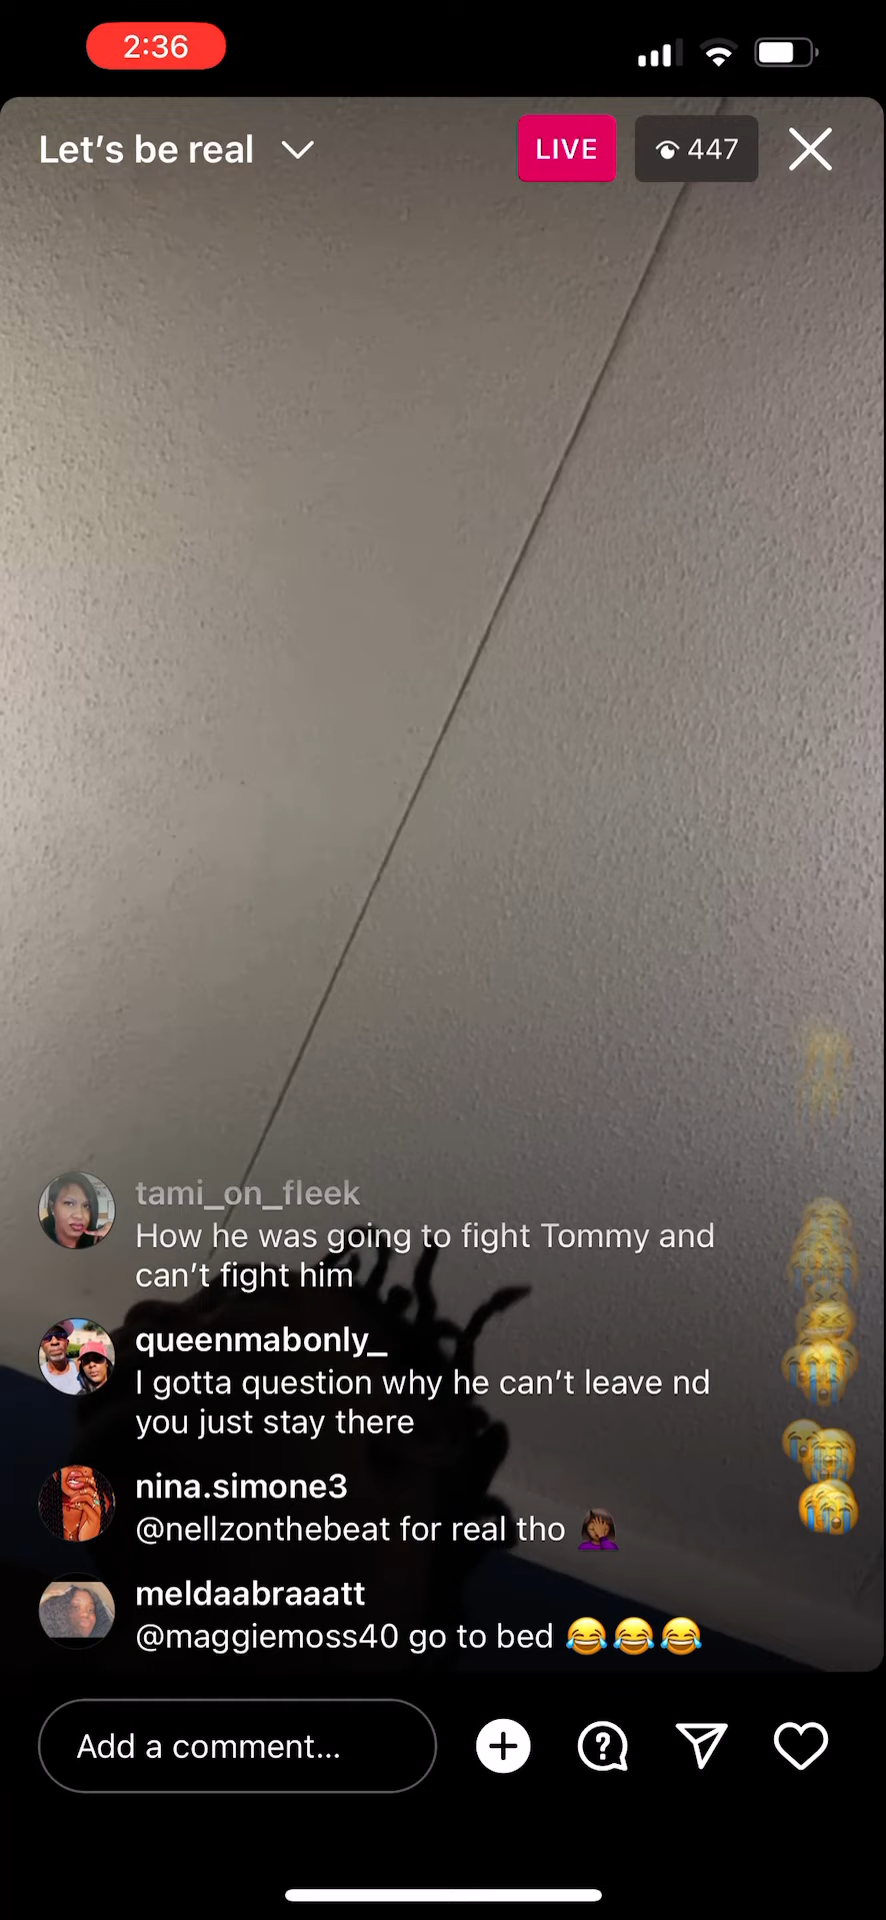 2:36
Let’s be real
LIVE
447
tami_on_fleek
How he was going to fight Tommy and
can’t fight him
queenmabonly_
I gotta question why he can’t leave nd
you just stay there
nina.simone3
@nellzonthebeat for real tho 🤦🏾‍♀️
meldaabraaatt
@maggiemoss40 go to bed 😂😂😂
Add a comment...